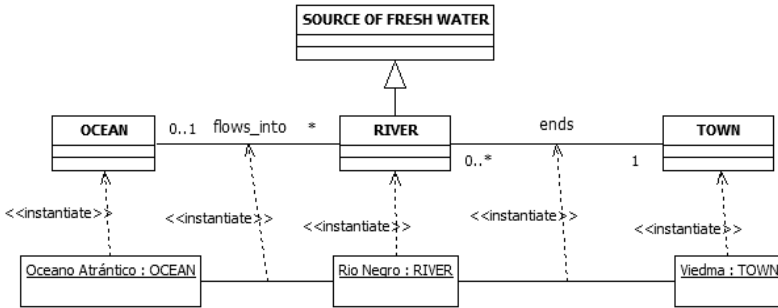 SOURCE OF FRESH WATER
OCEAN
0..1
flows_into
*
RIVER
ends
0..*
1
TOWN
<<instantiate>>
<<instantiate>>
<<instantiate>>
<<instantiate>>
<<instantiate>>
Oceano Atrántico : OCEAN
Rio Negro : RIVER
Viedma : TOWN